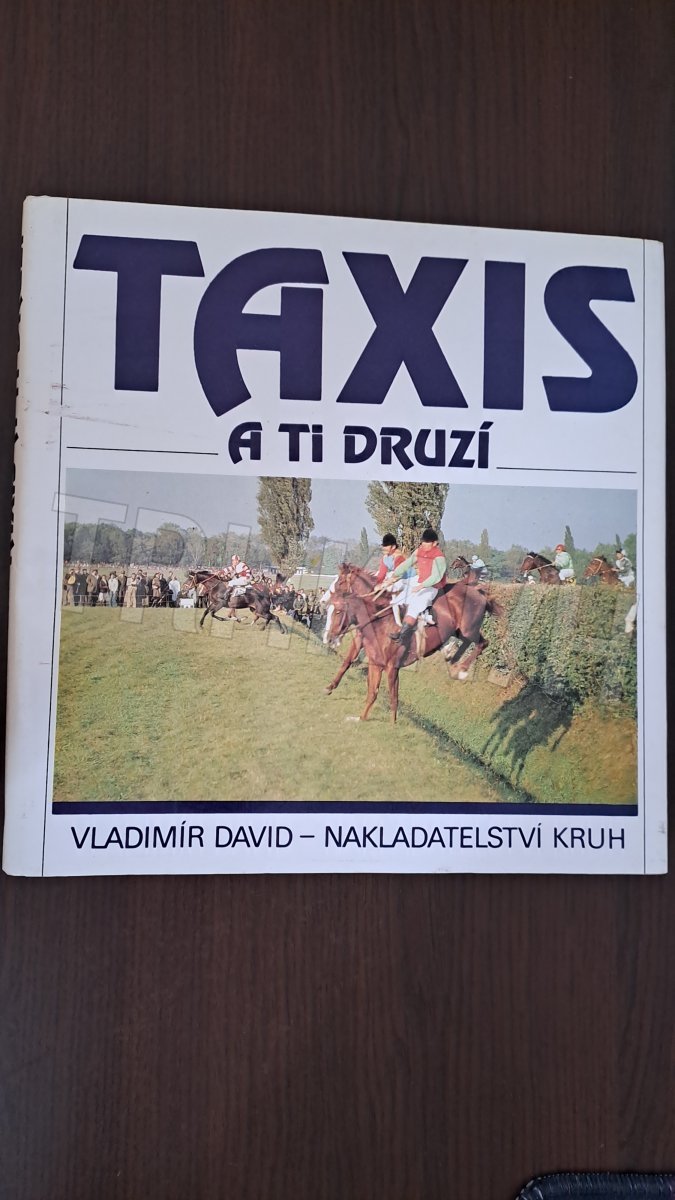 TAXIS
A TI DRUZÍ
VLADIMÍR DAVID – NAKLADATELSTVÍ KRUH